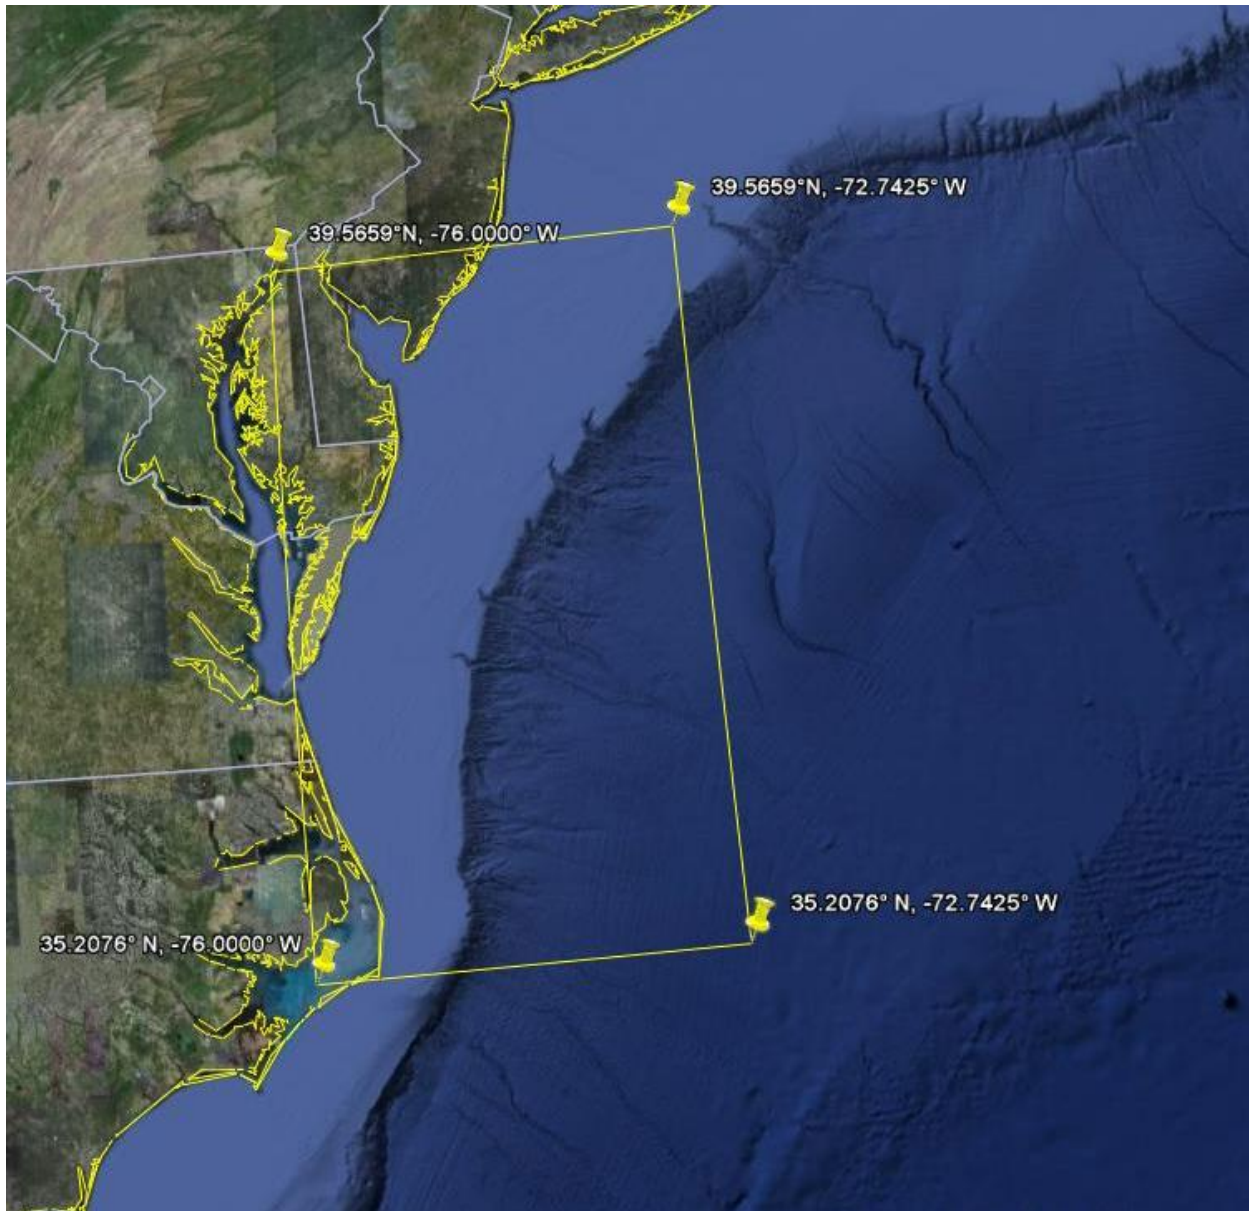 39.5659°N, -72.7425° W
39.5659°N, -76.0000° W
35.2076° N, -72.7425° W
35.2076° N, -76.0000° W